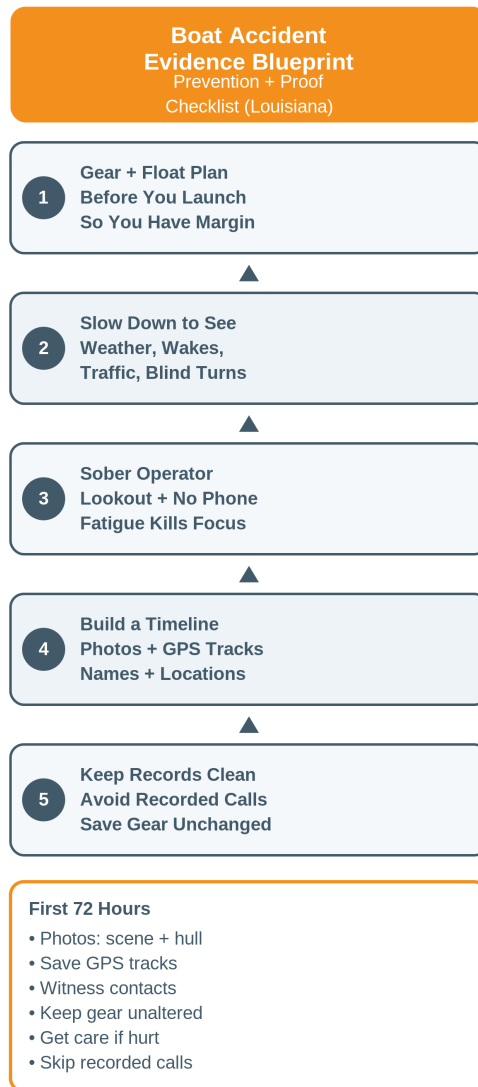 Boat Accident
Evidence Blueprint
Prevention + Proof
Checklist (Louisiana)
1
Gear + Float Plan
Before You Launch
So You Have Margin
2
Slow Down to See
Weather, Wakes,
Traffic, Blind Turns
3
Sober Operator
Lookout + No Phone
Fatigue Kills Focus
4
Build a Timeline
Photos + GPS Tracks
Names + Locations
5
Keep Records Clean
Avoid Recorded Calls
Save Gear Unchanged
First 72 Hours
• Photos: scene + hull
• Save GPS tracks
• Witness contacts
• Keep gear unaltered
• Get care if hurt
• Skip recorded calls